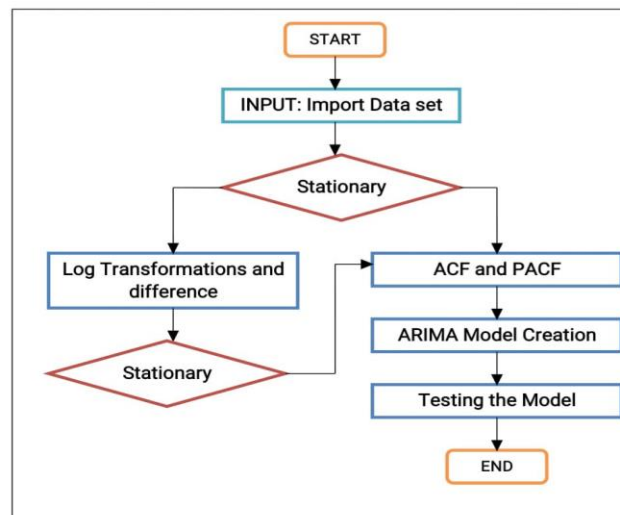 START
INPUT: Import Data set
Stationary
Log Transformations and
difference
ACF and PACF
ARIMA Model Creation
Stationary
Testing the Model
END